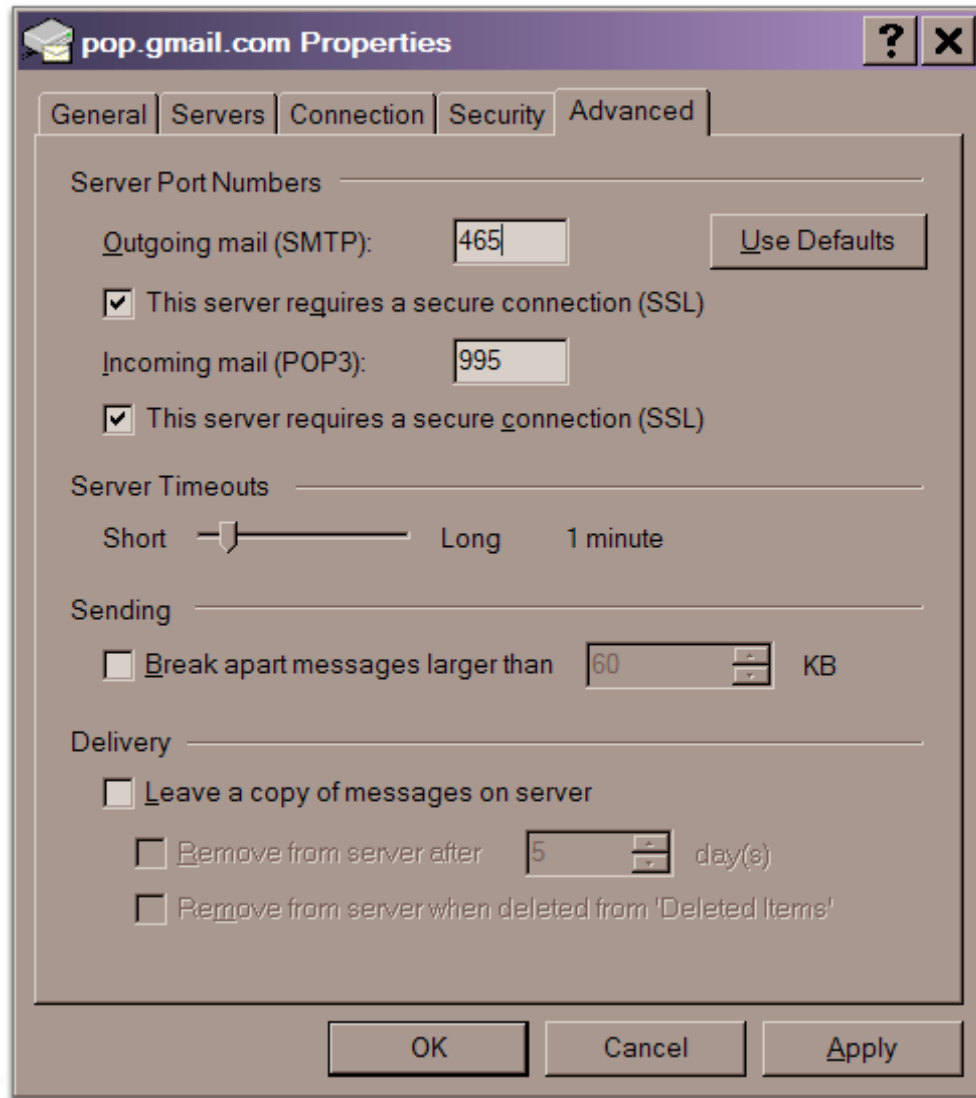 pop.gmail.com Properties
General Servers Connection Security Advanced
Server Port Numbers
Outgoing mail (SMTP): 465 Use Defaults
This server requires a secure connection (SSL)
Incoming mail (POP3): 995
This server requires a secure connection (SSL)
Server Timeouts
Short Long 1 minute
Sending
Break apart messages larger than 60 KB
Delivery
Leave a copy of messages on server
Remove from server after 5 day(s)
Remove from server when deleted from 'Deleted Items'
OK Cancel Apply